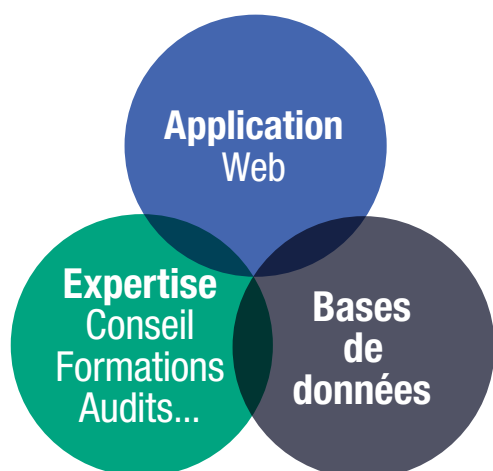 Application
Web
Expertise
Conseil
Formations
Audits...
Bases
de
données